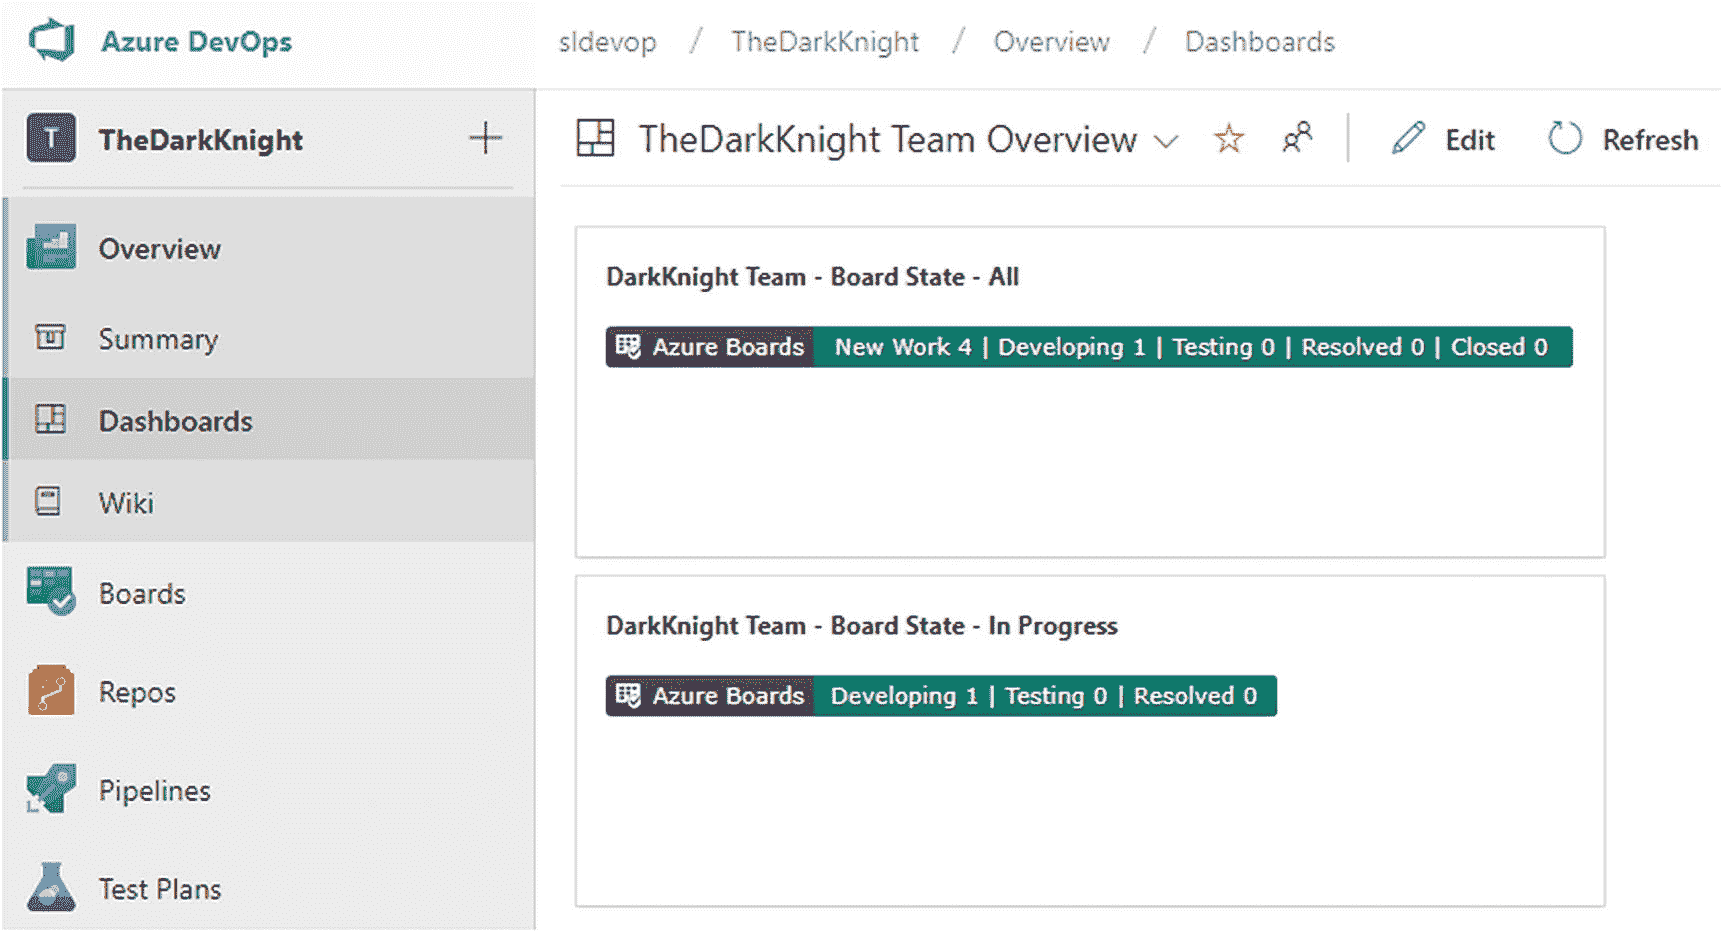 Azure DevOps
sldevop / TheDarkKnight / Overview / Dashboards
T TheDarkKnight
TheDarkKnight Team Overview
Edit
Refresh
Overview
Summary
Dashboards
Wiki
Boards
Repos
Pipelines
Test Plans
DarkKnight Team - Board State - All
Azure Boards New Work 4 | Developing 1 | Testing 0 | Resolved 0 | Closed 0
DarkKnight Team - Board State - In Progress
Azure Boards Developing 1 | Testing 0 | Resolved 0